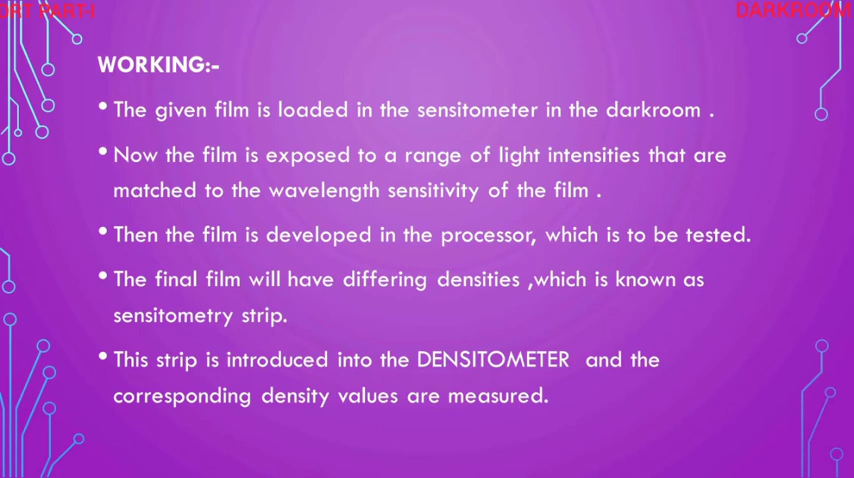 ORT PART-I
DARKROOM
WORKING:-
• The given film is loaded in the sensitometer in the darkroom .
• Now the film is exposed to a range of light intensities that are
matched to the wavelength sensitivity of the film .
• Then the film is developed in the processor, which is to be tested.
• The final film will have differing densities ,which is known as
sensitometry strip.
• This strip is introduced into the DENSITOMETER and the
corresponding density values are measured.